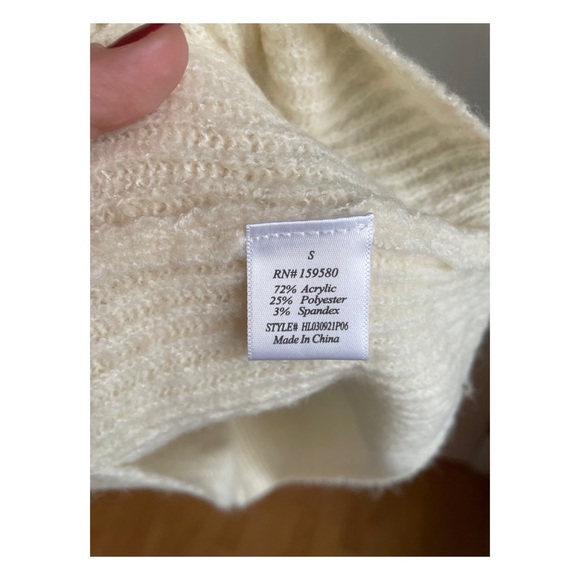 S
RN# 159580
72% Acrylic
25% Polyester
3% Spandex
STYLE# HL030921P06
Made In China